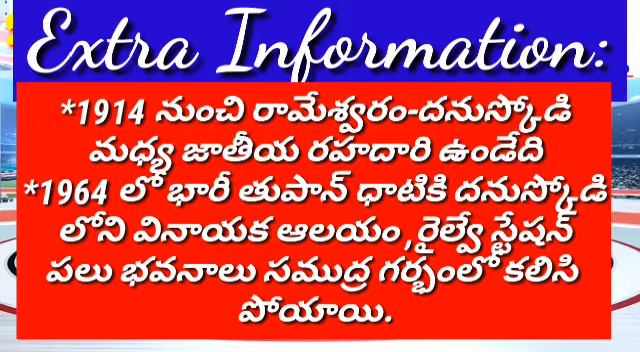 Extra Information:
*1914 నుంచి రామేశ్వరం-దనుస్కోడి
మధ్య జాతీయ రహదారి ఉండేది
*1964 లో భారీ తుపాన్ ధాటికి దనుస్కోడి
లోని వినాయక ఆలయం,రైల్వే స్టేషన్
పలు భవనాలు సముద్ర గర్భంలో కలిసి
పోయాయి.